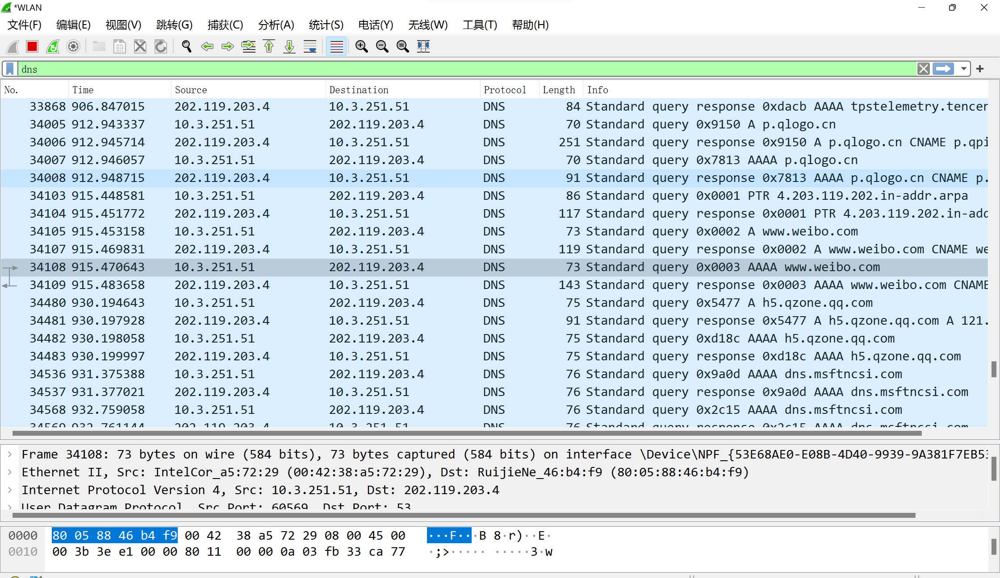 *WLAN
文件(F) 编辑(E) 视图(V) 跳转(G) 捕获(C) 分析(A) 统计(S) 电话(Y) 无线(W) 工具(T) 帮助(H)
dns
No. Time Source Destination Protocol Length Info
33868 906.847015 202.119.203.4 10.3.251.51 DNS 84 Standard query response 0xdacb AAAA tpstelemetry.tencer
34005 912.943337 10.3.251.51 202.119.203.4 DNS 70 Standard query 0x9150 A p.qlogo.cn
34006 912.945714 202.119.203.4 10.3.251.51 DNS 251 Standard query response 0x9150 A p.qlogo.cn CNAME p.qpi
34007 912.946057 10.3.251.51 202.119.203.4 DNS 70 Standard query 0x7813 AAAA p.qlogo.cn
34008 912.948715 202.119.203.4 10.3.251.51 DNS 91 Standard query response 0x7813 AAAA p.qlogo.cn CNAME p.
34103 915.448581 10.3.251.51 202.119.203.4 DNS 86 Standard query 0x0001 PTR 4.203.119.202.in-addr.arpa
34104 915.451772 202.119.203.4 10.3.251.51 DNS 117 Standard query response 0x0001 PTR 4.203.119.202.in-add
34105 915.453158 10.3.251.51 202.119.203.4 DNS 73 Standard query 0x0002 A www.weibo.com
34107 915.469831 202.119.203.4 10.3.251.51 DNS 119 Standard query response 0x0002 A www.weibo.com CNAME we
34108 915.470643 10.3.251.51 202.119.203.4 DNS 73 Standard query 0x0003 AAAA www.weibo.com
34109 915.483658 202.119.203.4 10.3.251.51 DNS 143 Standard query response 0x0003 AAAA www.weibo.com CNAME
34480 930.194643 10.3.251.51 202.119.203.4 DNS 75 Standard query 0x5477 A h5.qzone.qq.com
34481 930.197928 202.119.203.4 10.3.251.51 DNS 91 Standard query response 0x5477 A h5.qzone.qq.com A 121.
34482 930.198058 10.3.251.51 202.119.203.4 DNS 75 Standard query 0xd18c AAAA h5.qzone.qq.com
34483 930.199997 202.119.203.4 10.3.251.51 DNS 75 Standard query response 0xd18c AAAA h5.qzone.qq.com
34536 931.375388 10.3.251.51 202.119.203.4 DNS 76 Standard query 0x9a0d AAAA dns.msftncsi.com
34537 931.377021 202.119.203.4 10.3.251.51 DNS 76 Standard query response 0x9a0d AAAA dns.msftncsi.com
34568 932.759058 10.3.251.51 202.119.203.4 DNS 76 Standard query 0x2c15 AAAA dns.msftncsi.com
34569 932.761144 202.119.203.4 10.3.251.51 DNS 76 Standard query response 0x2c15 AAAA dns.msftncsi.com
Frame 34108: 73 bytes on wire (584 bits), 73 bytes captured (584 bits) on interface \Device\NPF_{53E68AE0-E08B-4D40-9939-9A381F7EB53
Ethernet II, Src: IntelCor_a5:72:29 (00:42:38:a5:72:29), Dst: RuijieNe_46:b4:f9 (80:05:88:46:b4:f9)
Internet Protocol Version 4, Src: 10.3.251.51, Dst: 202.119.203.4
User Datagram Protocol, Src Port: 60569, Dst Port: 53
0000 80 05 88 46 b4 f9 00 42 38 a5 72 29 08 00 45 00 ···F···B 8·r)··E·
0010 00 3b 3e e1 00 00 80 11 00 00 0a 03 fb 33 ca 77 ·;>····· ·····3·w